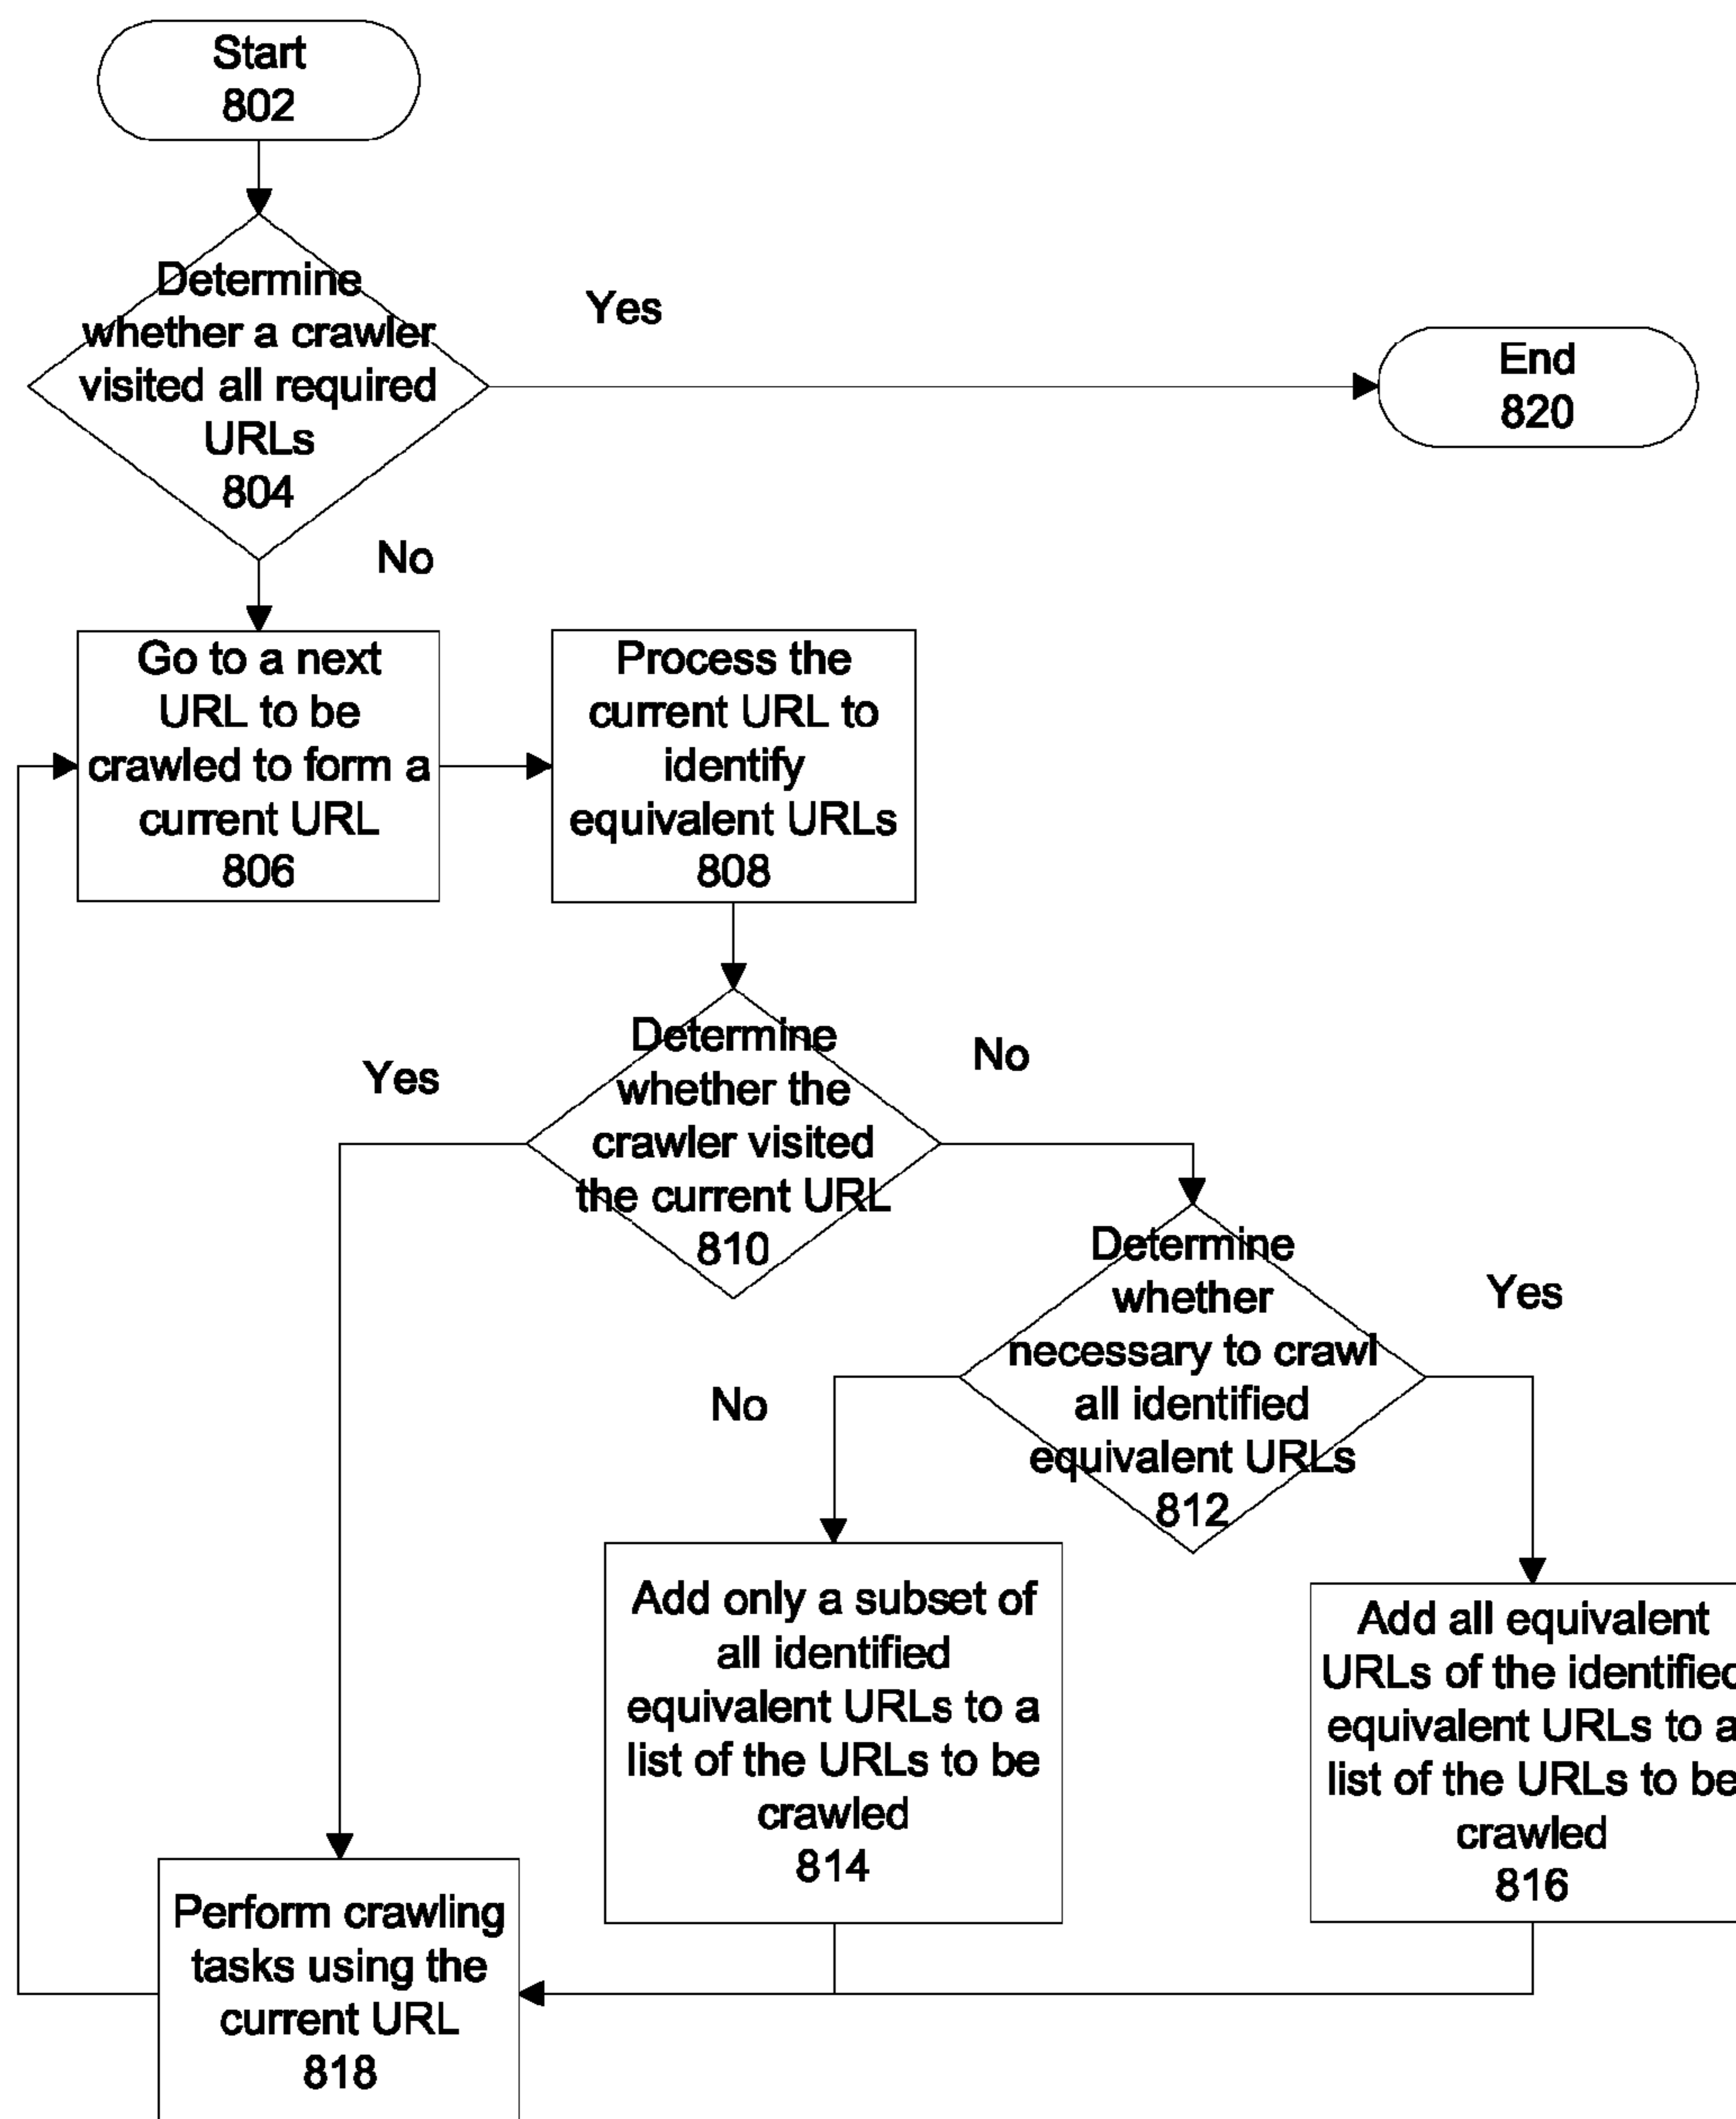 Start
802
Determine
whether a crawler
visited all required
URLs
804
Yes
End
820
No
Go to a next
URL to be
crawled to form a
current URL
806
Process the
current URL to
identify
equivalent URLs
808
Determine
whether the
crawler visited
the current URL
810
Yes
No
Determine
whether
necessary to crawl
all identified
equivalent URLs
812
No
Yes
Add only a subset of
all identified
equivalent URLs to a
list of the URLs to be
crawled
814
Add all equivalent
URLs of the identified
equivalent URLs to a
list of the URLs to be
crawled
816
Perform crawling
tasks using the
current URL
818